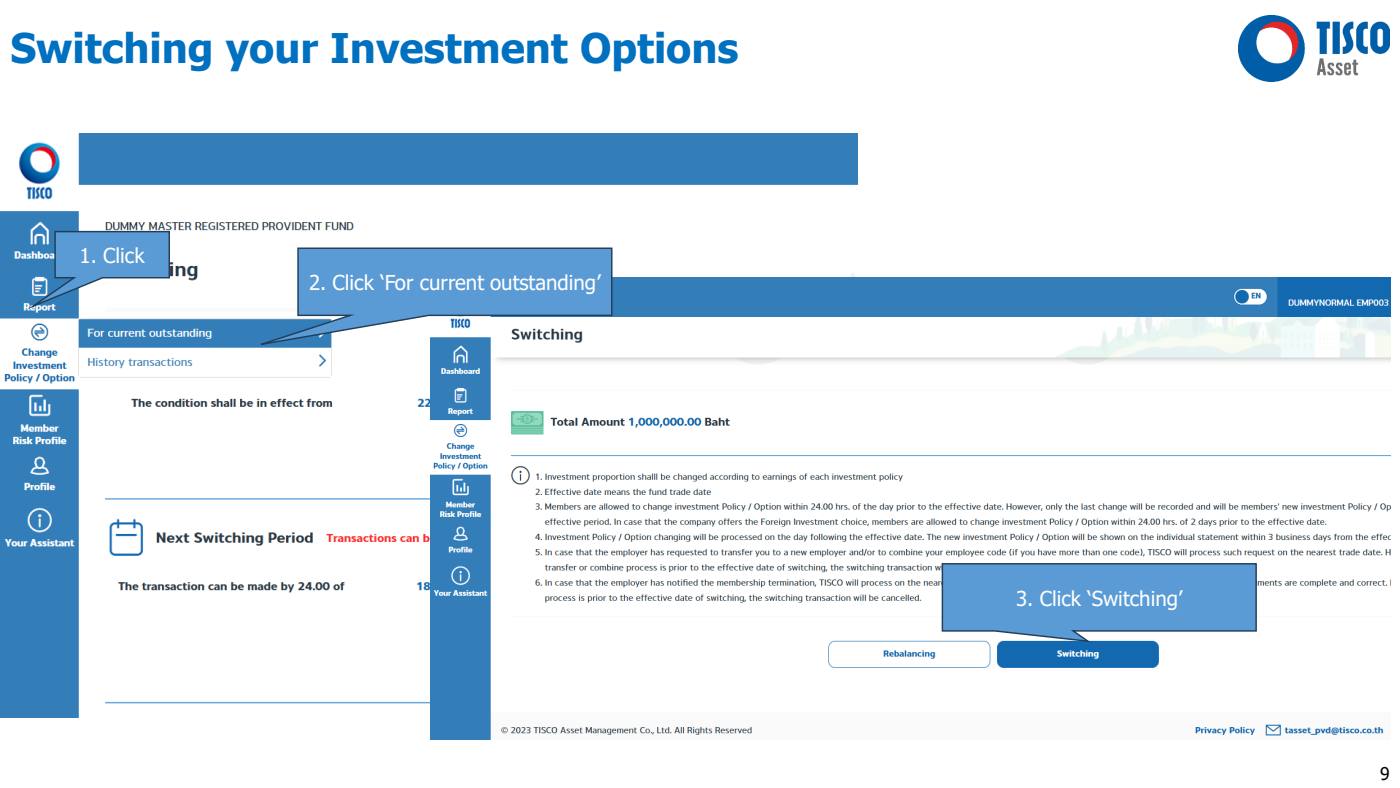 Switching your Investment Options
TISCO
Asset
TISCO
DUMMY MASTER REGISTERED PROVIDENT FUND
Dashboa
1. Click
ing
2. Click ‘For current outstanding’
Report
For current outstanding
Change
Investment
Policy / Option
History transactions
The condition shall be in effect from
22
Member
Risk Profile
Profile
Your Assistant
Next Switching Period Transactions can b
The transaction can be made by 24.00 of
18
EN
DUMMYNORMAL EMP003
TISCO
Switching
Dashboard
Report
Change
Investment
Policy / Option
Member
Risk Profile
Profile
Your Assistant
Total Amount 1,000,000.00 Baht
1. Investment proportion shall be changed according to earnings of each investment policy
2. Effective date means the fund trade date
3. Members are allowed to change investment Policy / Option within 24.00 hrs. of the day prior to the effective date. However, only the last change will be recorded and will be members' new investment Policy / Op
effective period. In case that the company offers the Foreign Investment choice, members are allowed to change investment Policy / Option within 24.00 hrs. of 2 days prior to the effective date.
4. Investment Policy / Option changing will be processed on the day following the effective date. The new investment Policy / Option will be shown on the individual statement within 3 business days from the effec
5. In case that the employer has requested to transfer you to a new employer and/or to combine your employee code (if you have more than one code), TISCO will process such request on the nearest trade date. H
transfer or combine process is prior to the effective date of switching, the switching transaction w
6. In case that the employer has notified the membership termination, TISCO will process on the near ments are complete and correct.
process is prior to the effective date of switching, the switching transaction will be cancelled.
3. Click ‘Switching’
Rebalancing
Switching
© 2023 TISCO Asset Management Co., Ltd. All Rights Reserved
Privacy Policy
tasset_pvd@tisco.co.th
9